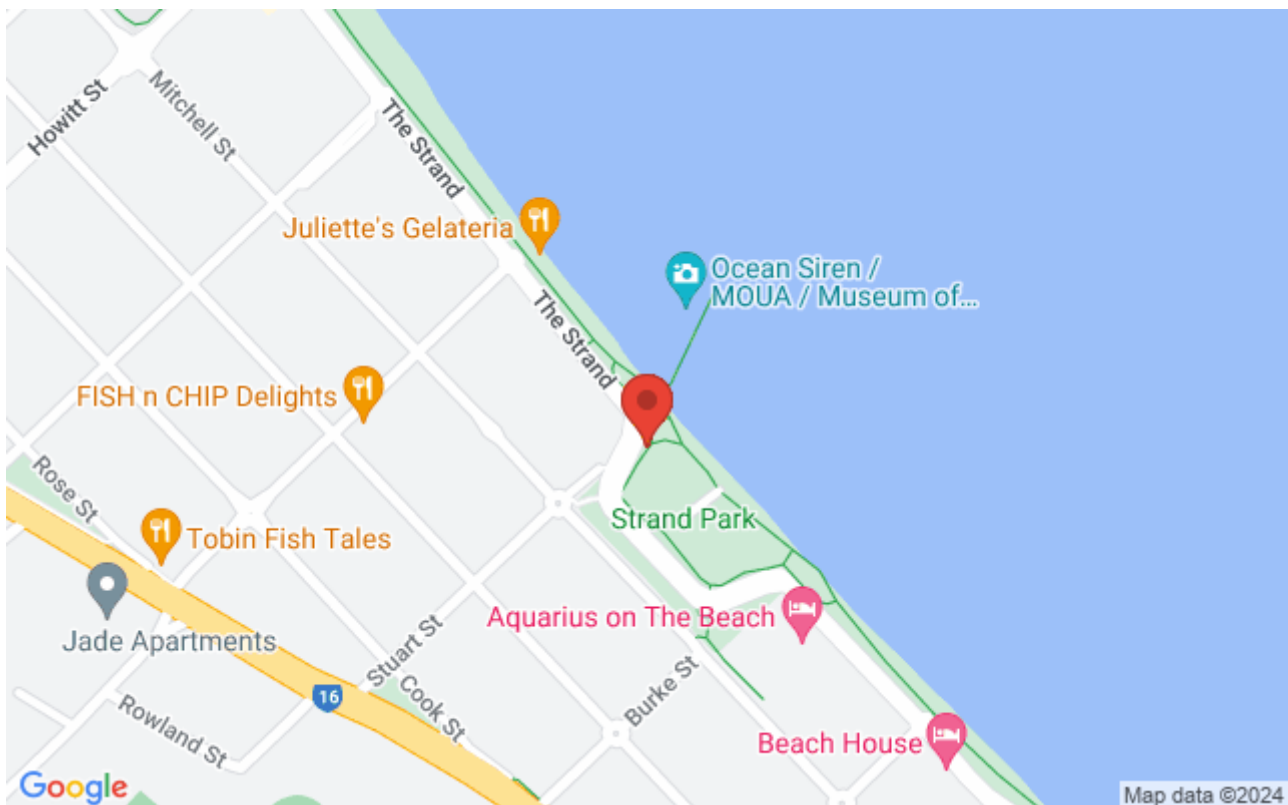 Howitt St
Mitchell St
The Strand
Juliette's Gelateria
Ocean Siren /
MOUA / Museum of...
The Strand
FISH n CHIP Delights
Rose St
Tobin Fish Tales
Strand Park
Jade Apartments
Aquarius on The Beach
Stuart St
16
Cook St
Burke St
Rowland St
Beach House
Google
Map data ©2024